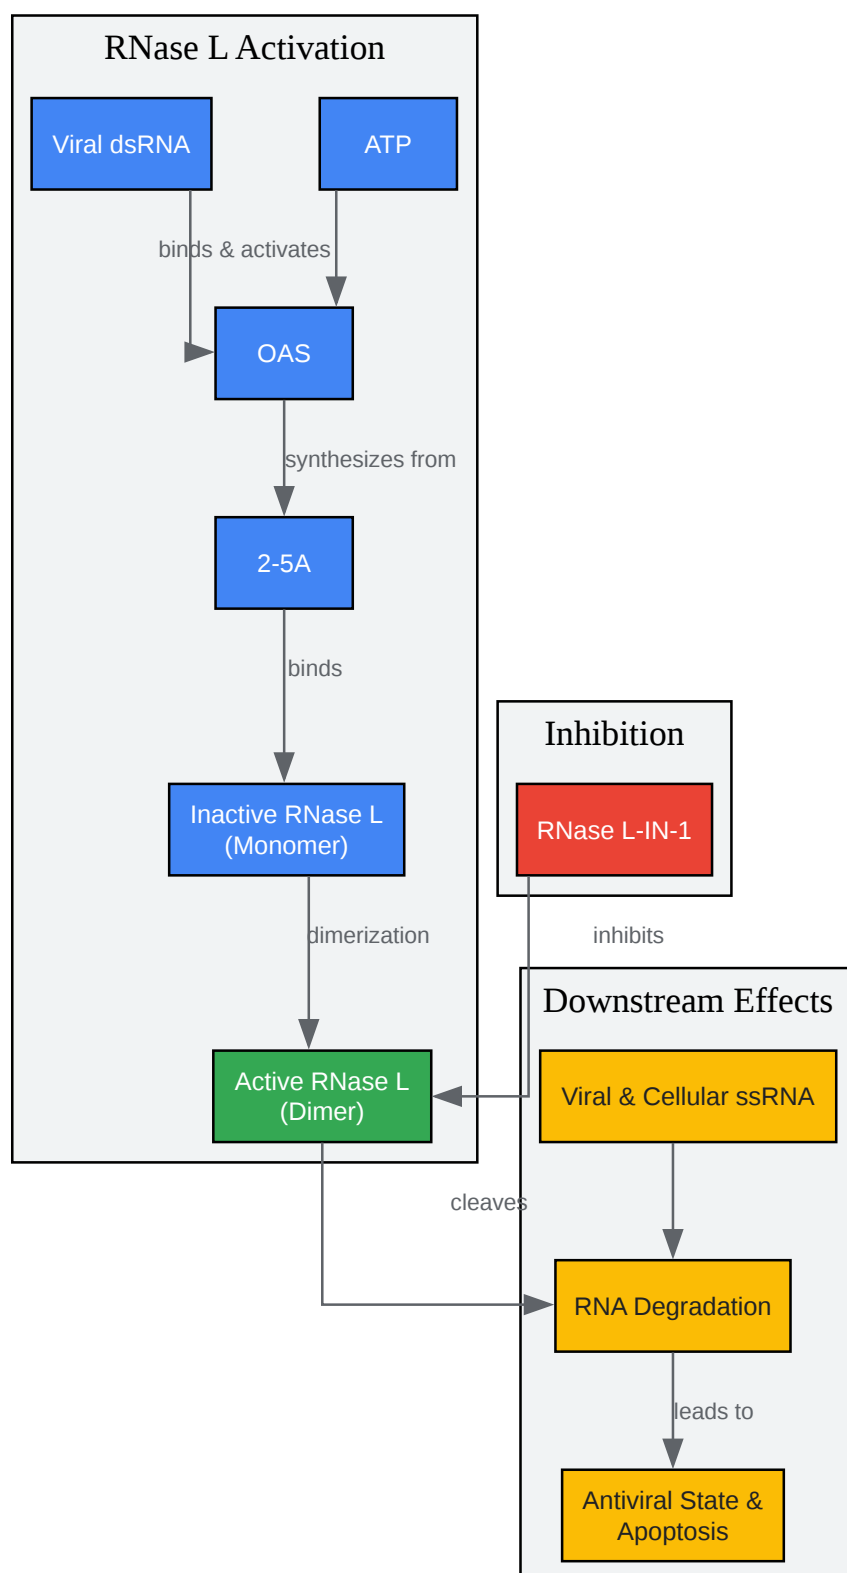 RNase L Activation
Viral dsRNA
ATP
binds & activates
OAS
synthesizes from
2-5A
binds
Inhibition
Inactive RNase L
(Monomer)
RNase L-IN-1
dimerization
inhibits
Downstream Effects
Active RNase L
(Dimer)
Viral & Cellular ssRNA
cleaves
RNA Degradation
leads to
Antiviral State &
Apoptosis